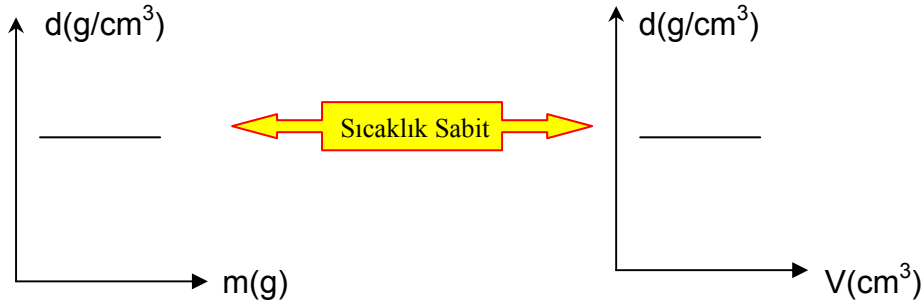 d(g/cm³)
d(g/cm³)
Sıcaklık Sabit
m(g)
V(cm³)